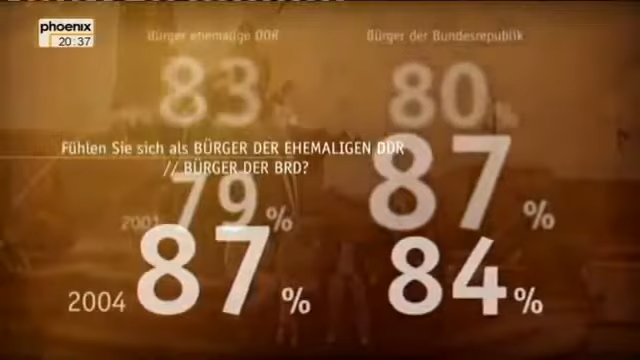 phoenix
20:37
Bürger ehemalige DDR
Bürger der Bundesrepublik
83 80
Fühlen Sie sich als BÜRGER DER EHEMALIGEN DDR
// BÜRGER DER BRD?
2001 79 % 87 %
2004 87 % 84 %